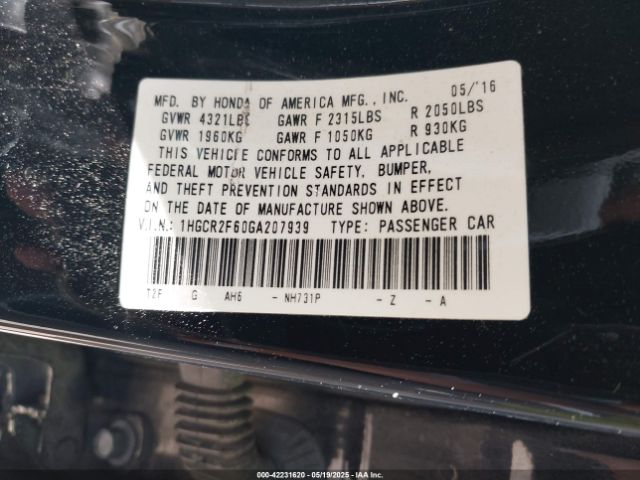 MFD. BY HONDA OF AMERICA MFG., INC. 05/'16
GVWR 4321LBS GAWR F 2315LBS R 2050LBS
GVWR 1960KG GAWR F 1050KG R 930KG
THIS VEHICLE CONFORMS TO ALL APPLICABLE
FEDERAL MOTOR VEHICLE SAFETY, BUMPER,
AND THEFT PREVENTION STANDARDS IN EFFECT
ON THE DATE OF MANUFACTURE SHOWN ABOVE.
V.I.N.: 1HGCR2F60GA207939 TYPE: PASSENGER CAR
T2F G AH6 - NH731P - Z - A
000-42231620 - 05/19/2025 - IAAI.com